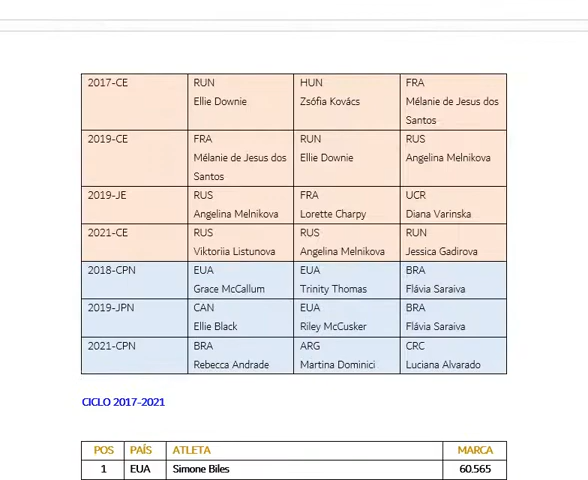 2017-CE RUN HUN FRA
Ellie Downie Zsófia Kovács Mélanie de Jesus dos
Santos
2019-CE FRA RUN RUS
Mélanie de Jesus dos Ellie Downie Angelina Melnikova
Santos
2019-JE RUS FRA UCR
Angelina Melnikova Lorette Charpy Diana Varinska
2021-CE RUS RUS RUN
Viktoriia Listunova Angelina Melnikova Jessica Gadirova
2018-CPN EUA EUA BRA
Grace McCallum Trinity Thomas Flávia Saraiva
2019-JPN CAN EUA BRA
Ellie Black Riley McCusker Flávia Saraiva
2021-CPN BRA ARG CRC
Rebecca Andrade Martina Dominici Luciana Alvarado
CICLO 2017-2021
POS PAÍS ATLETA MARCA
1 EUA Simone Biles 60.565